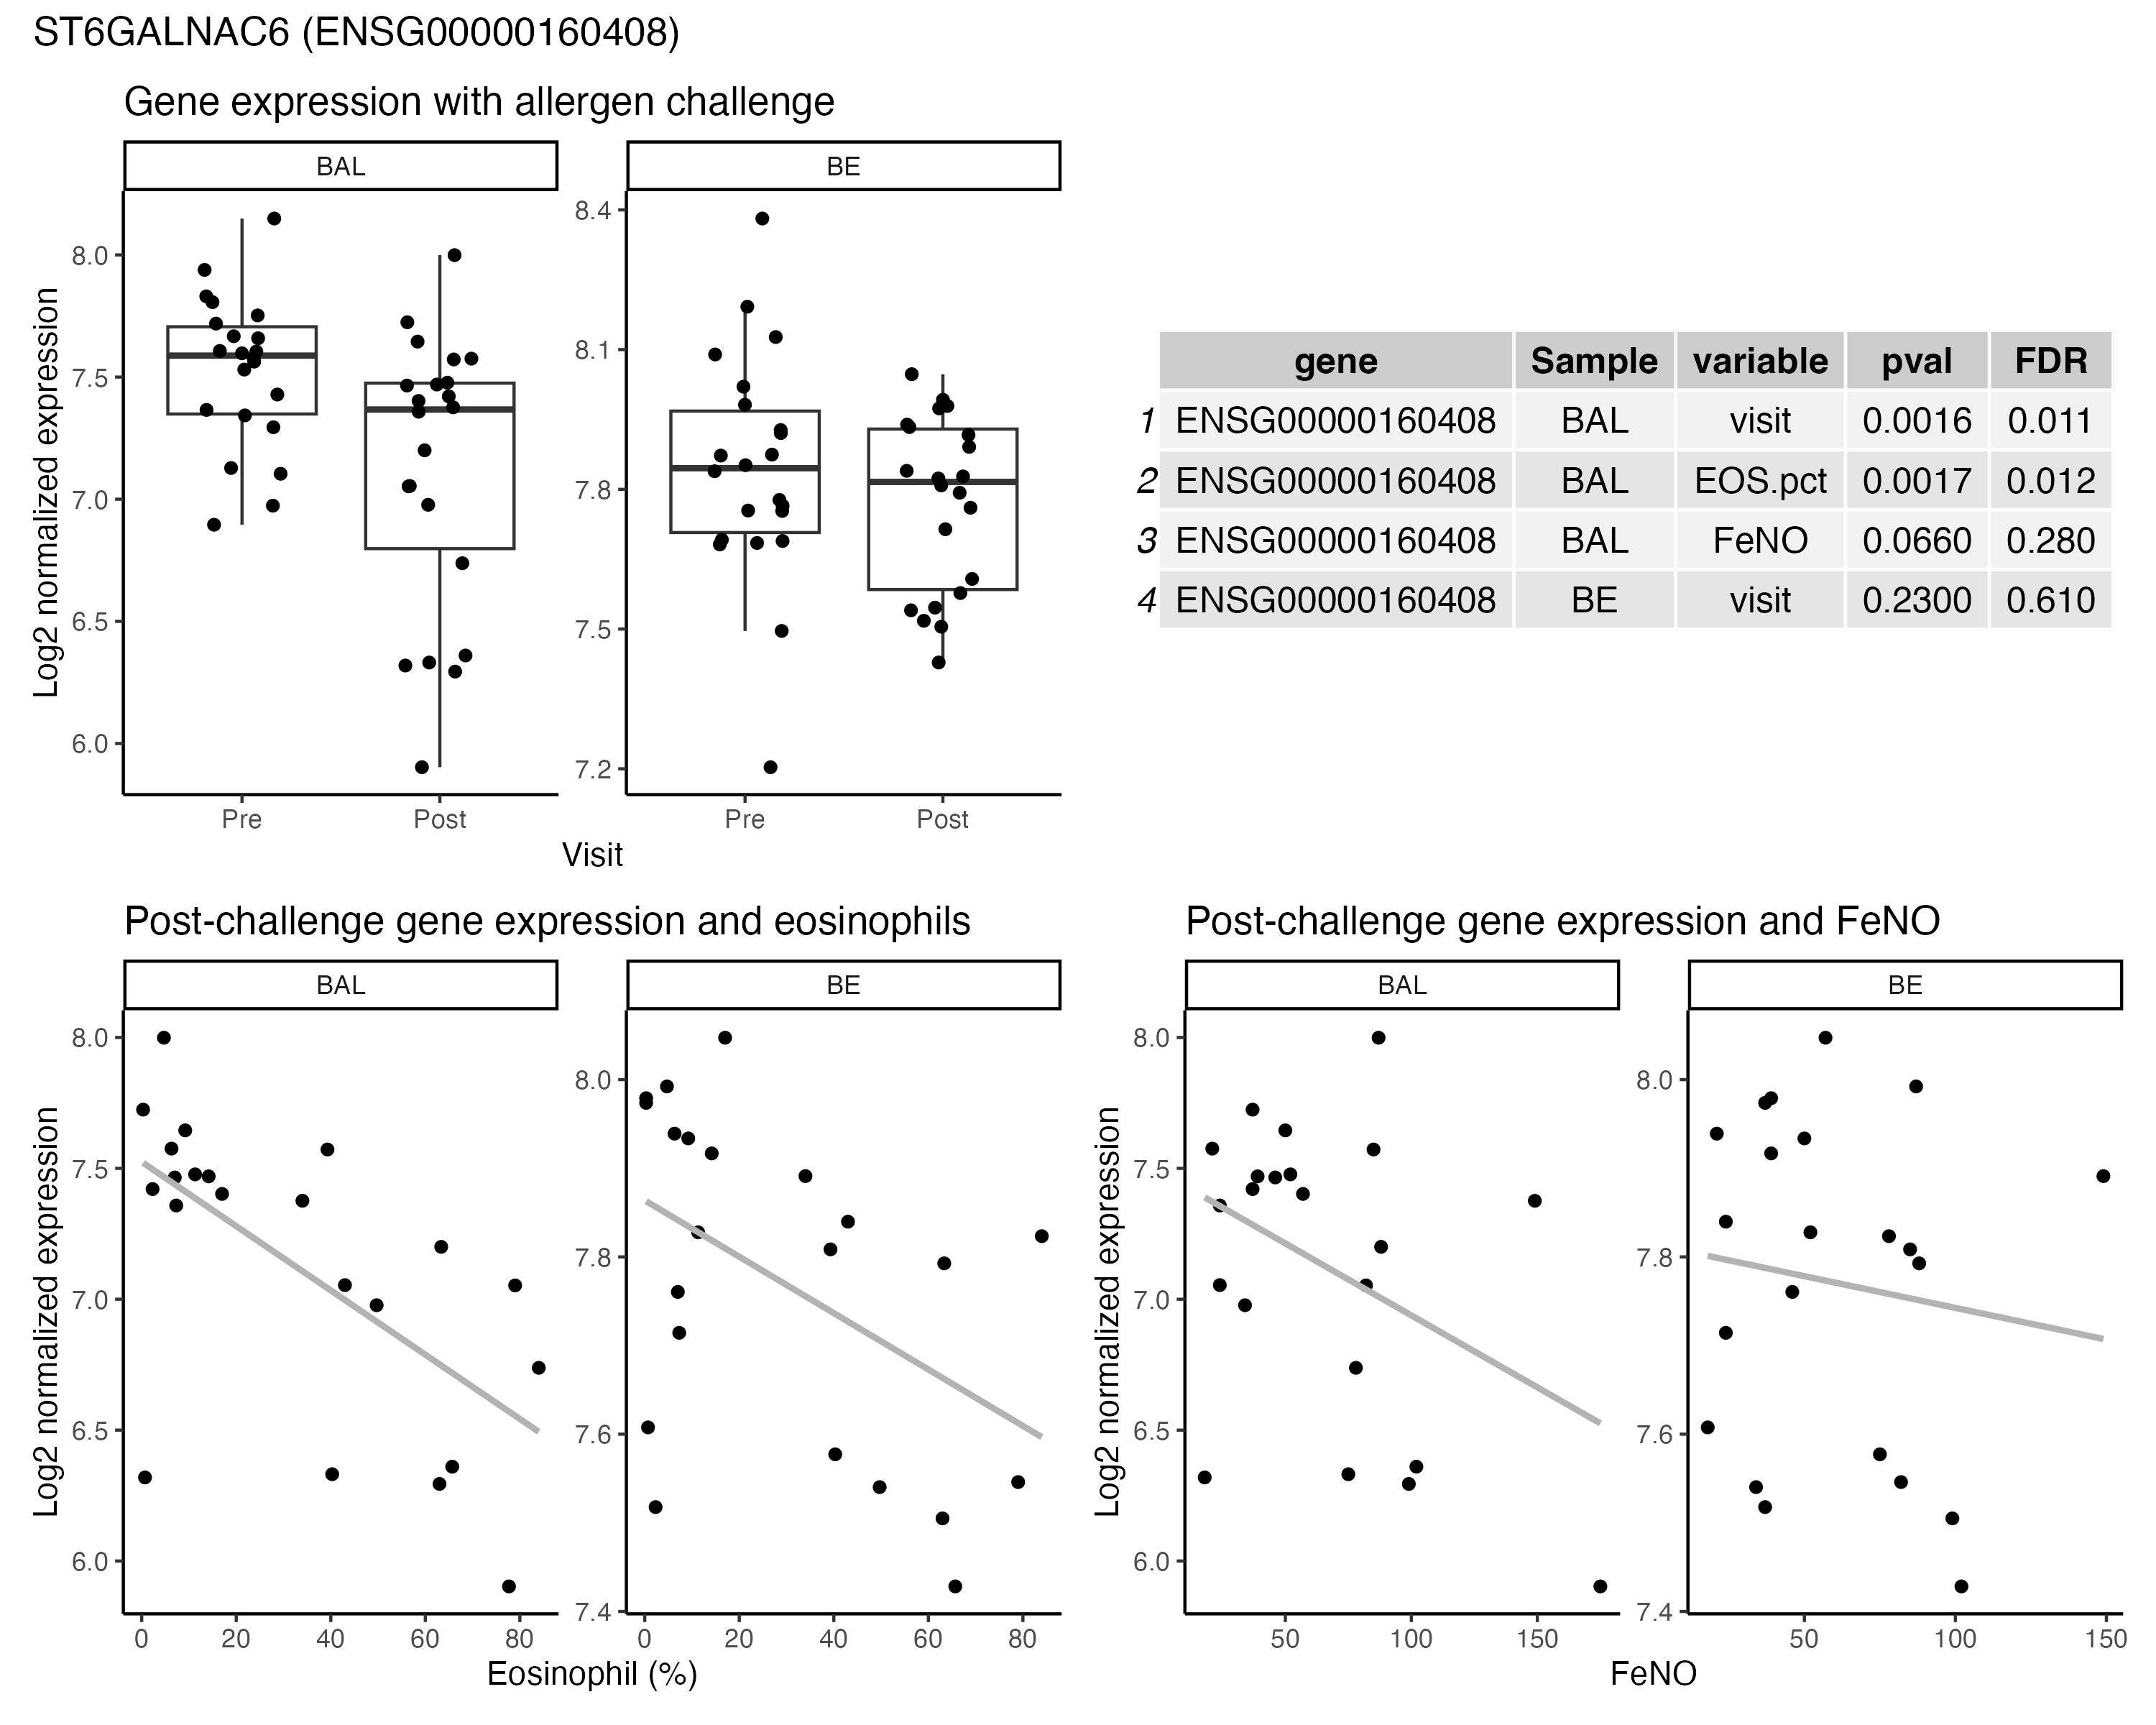 ST6GALNAC6 (ENSG00000160408)
Gene expression with allergen challenge
BAL
BE
Log2 normalized expression
8.0
7.5
7.0
6.5
6.0
8.4
8.1
7.8
7.5
7.2
Pre
Post
Pre
Post
Visit
gene Sample variable pval FDR
1 ENSG00000160408 BAL visit 0.0016 0.011
2 ENSG00000160408 BAL EOS.pct 0.0017 0.012
3 ENSG00000160408 BAL FeNO 0.0660 0.280
4 ENSG00000160408 BE visit 0.2300 0.610
Post-challenge gene expression and eosinophils
BAL
BE
Log2 normalized expression
8.0
7.5
7.0
6.5
6.0
8.0
7.8
7.6
7.4
0 20 40 60 80
0 20 40 60 80
Eosinophil (%)
Post-challenge gene expression and FeNO
BAL
BE
Log2 normalized expression
8.0
7.5
7.0
6.5
6.0
8.0
7.8
7.6
7.4
50 100 150
50 100 150
FeNO